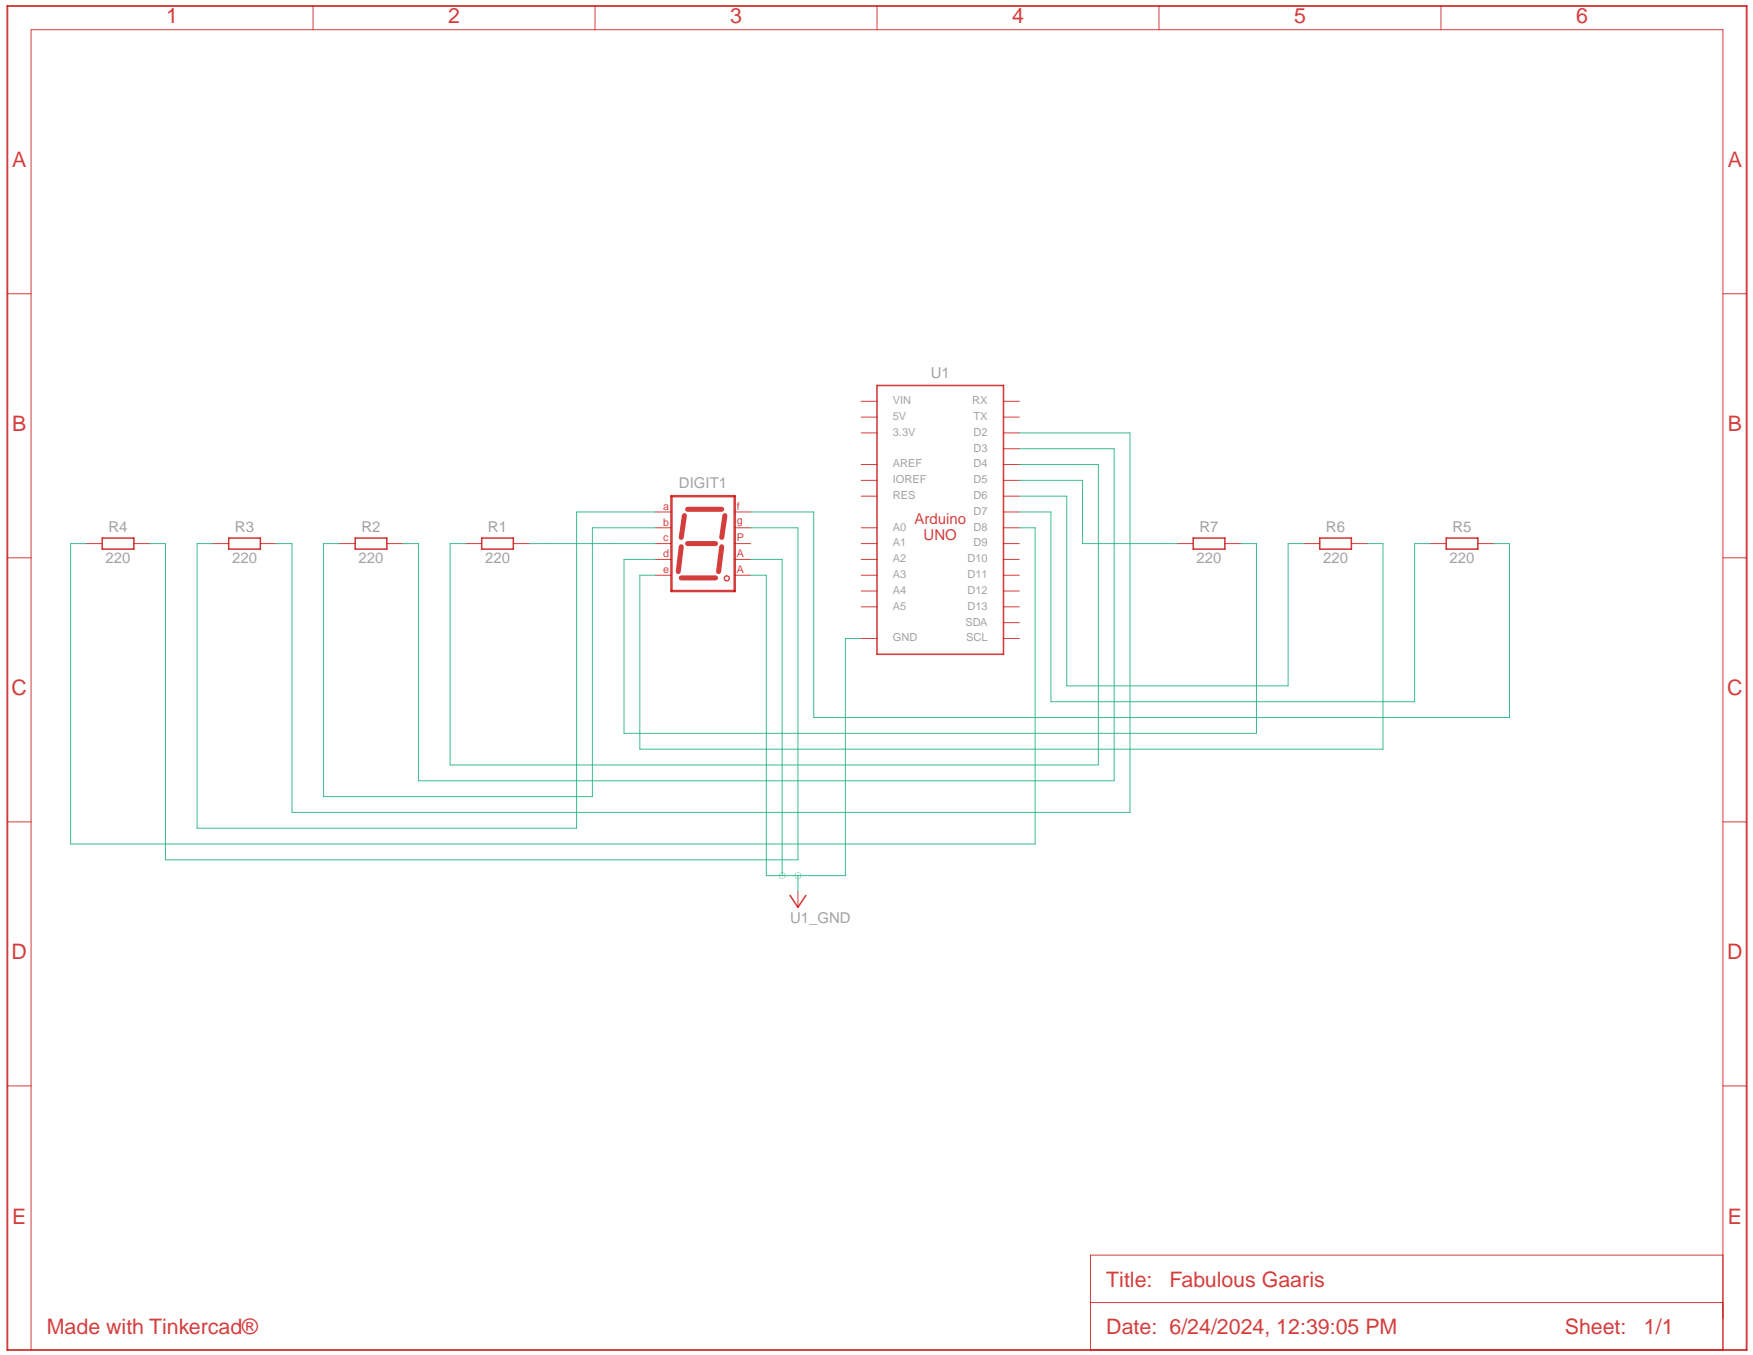 1 2 3 4 5 6
A A
U1
VIN RX
5V TX
B B
3.3V D2
D3
AREF D4
IOREF D5
DIGIT1
RES D6
a f
D7
b g
Arduino
UNO
A0 D8
R4 R3 R2 R1 R7 R6 R5
c P
A1 D9
d A
A2 D10
220 220 220 220 220 220 220
e A
A3 D11
A4 D12
A5 D13
SDA
GND SCL
C C
U1_GND
D D
E E
Title: Fabulous Gaaris
Made with Tinkercad®
Date: 6/24/2024, 12:39:05 PM Sheet: 1/1